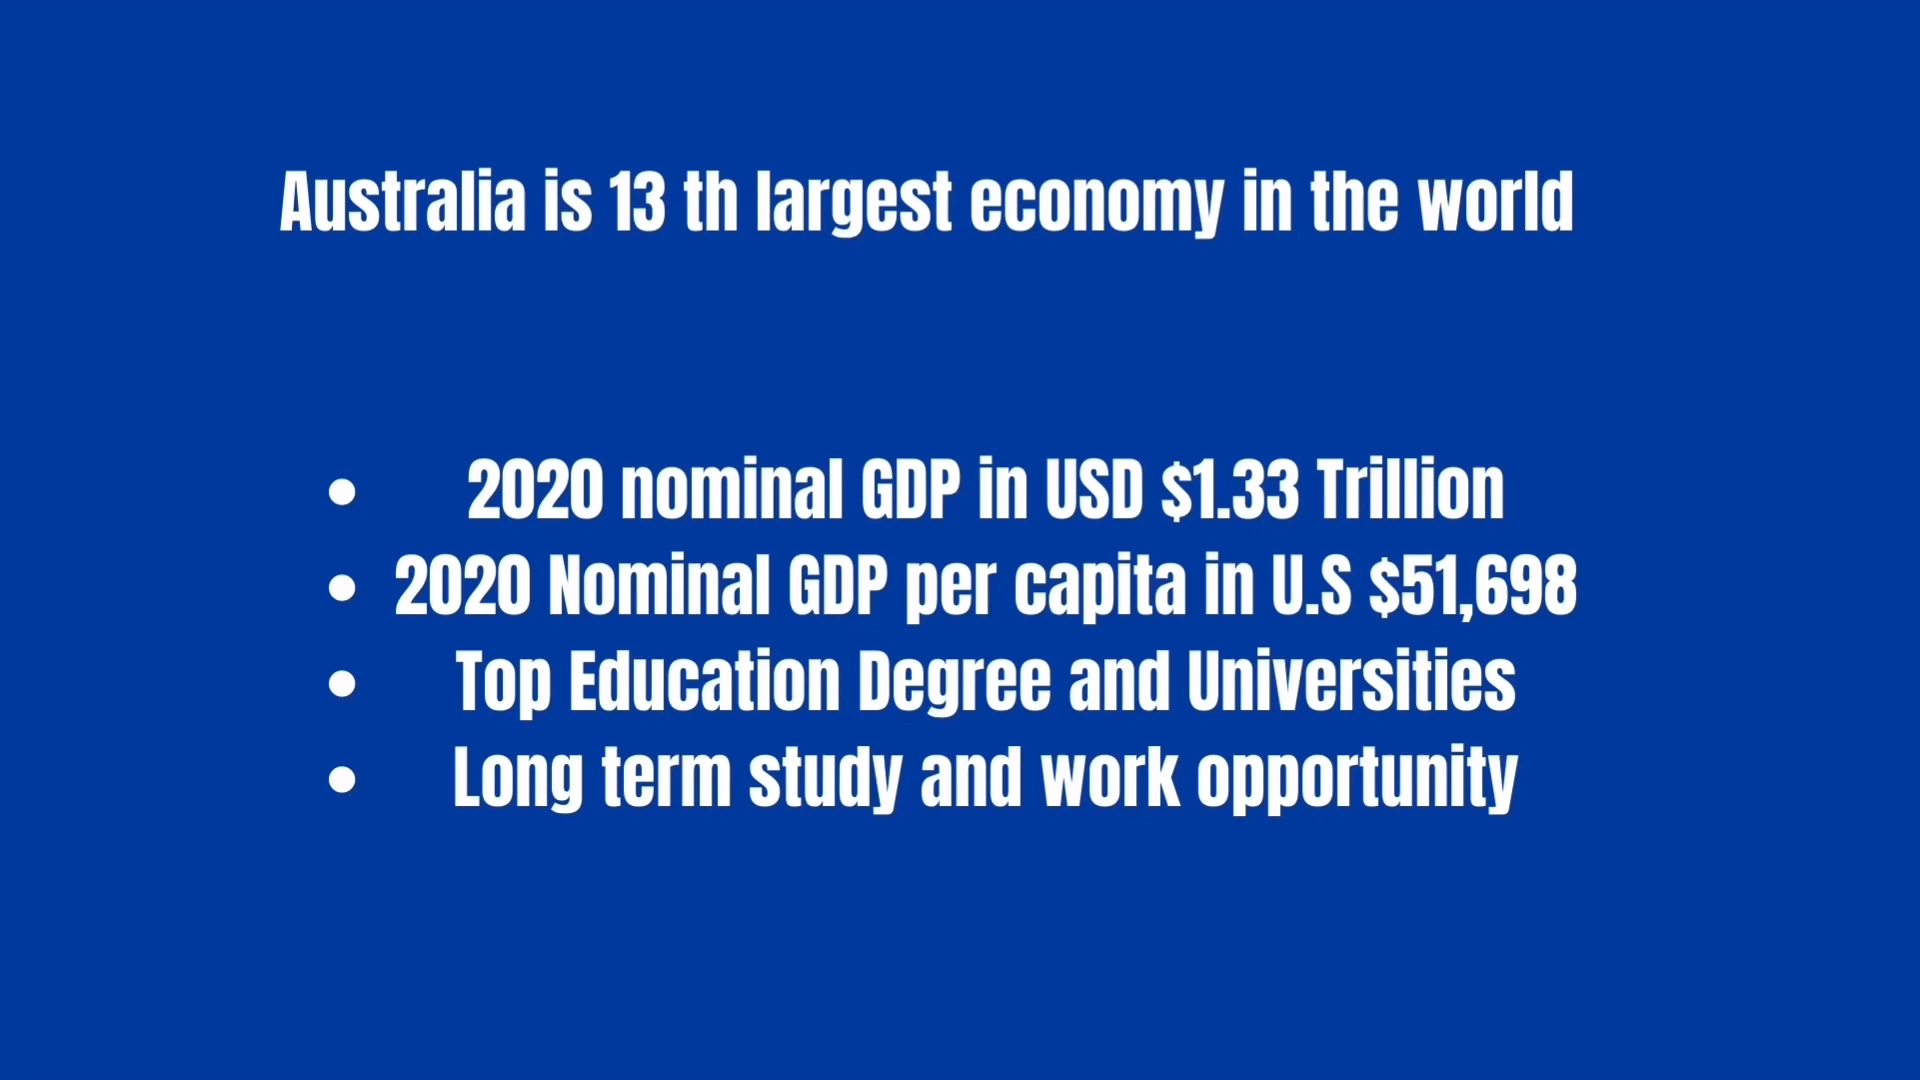 Australia is 13 th largest economy in the world
• 2020 nominal GDP in USD $1.33 Trillion
• 2020 Nominal GDP per capita in U.S $51,698
• Top Education Degree and Universities
• Long term study and work opportunity